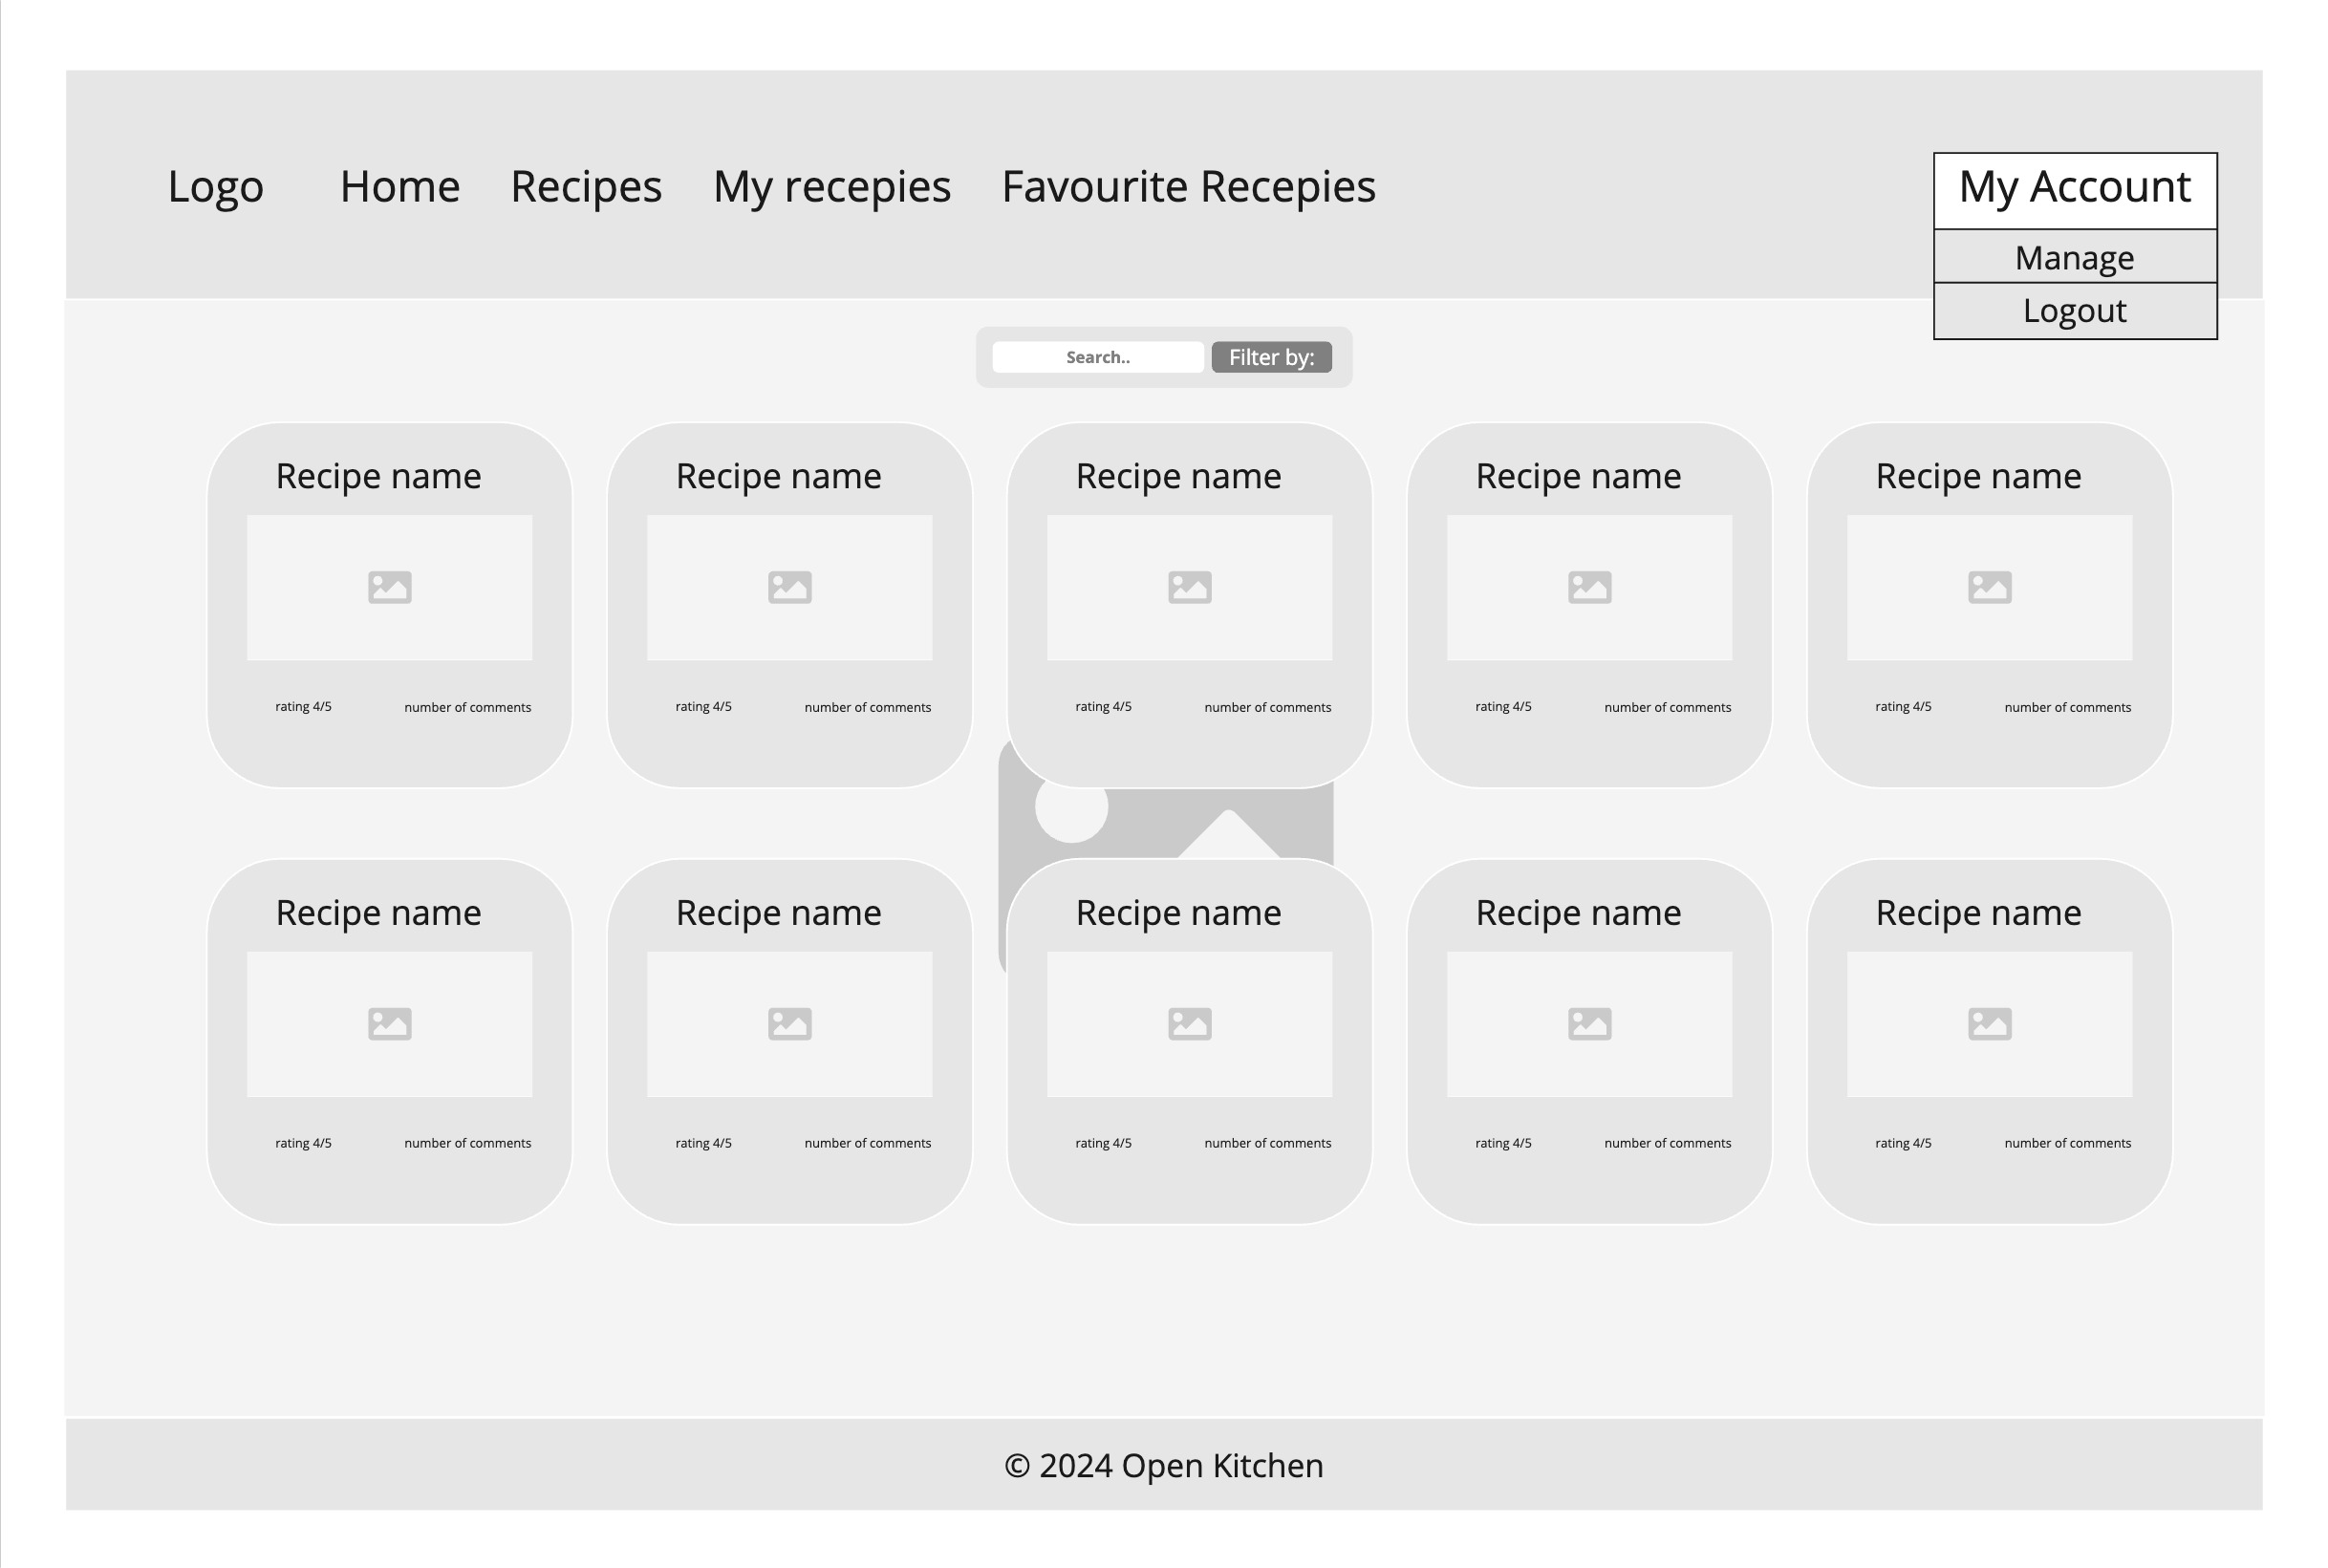 Logo Home Recipes My recepies Favourite Recepies My Account
Manage
Logout
Search.. Filter by:
Recipe name Recipe name Recipe name Recipe name Recipe name
rating 4/5 number of comments rating 4/5 number of comments rating 4/5 number of comments rating 4/5 number of comments rating 4/5 number of comments
Recipe name Recipe name Recipe name Recipe name Recipe name
rating 4/5 number of comments rating 4/5 number of comments rating 4/5 number of comments rating 4/5 number of comments rating 4/5 number of comments
© 2024 Open Kitchen